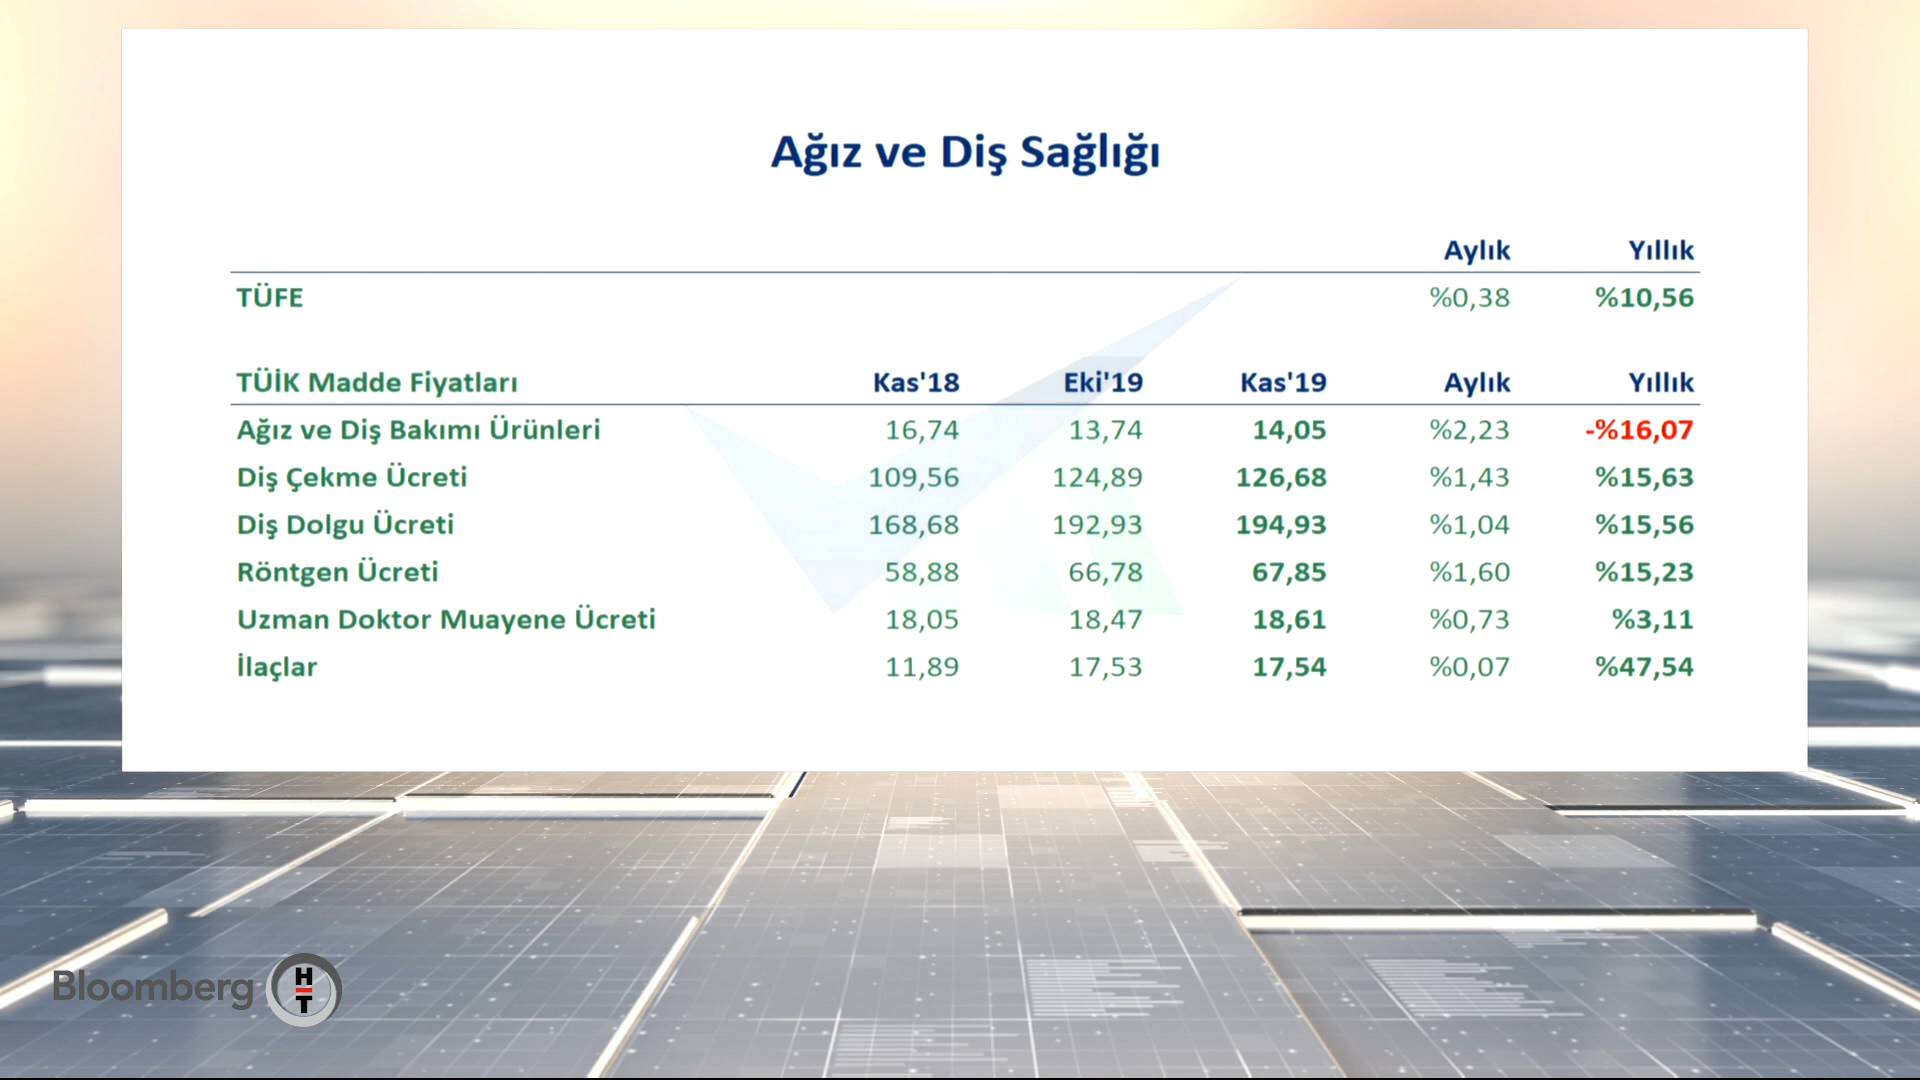 Ağız ve Diş Sağlığı
Aylık Yıllık
TÜFE %0,38 %10,56
TÜİK Madde Fiyatları Kas'18 Eki'19 Kas'19 Aylık Yıllık
Ağız ve Diş Bakımı Ürünleri 16,74 13,74 14,05 %2,23 -%16,07
Diş Çekme Ücreti 109,56 124,89 126,68 %1,43 %15,63
Diş Dolgu Ücreti 168,68 192,93 194,93 %1,04 %15,56
Röntgen Ücreti 58,88 66,78 67,85 %1,60 %15,23
Uzman Doktor Muayene Ücreti 18,05 18,47 18,61 %0,73 %3,11
İlaçlar 11,89 17,53 17,54 %0,07 %47,54
Bloomberg HT